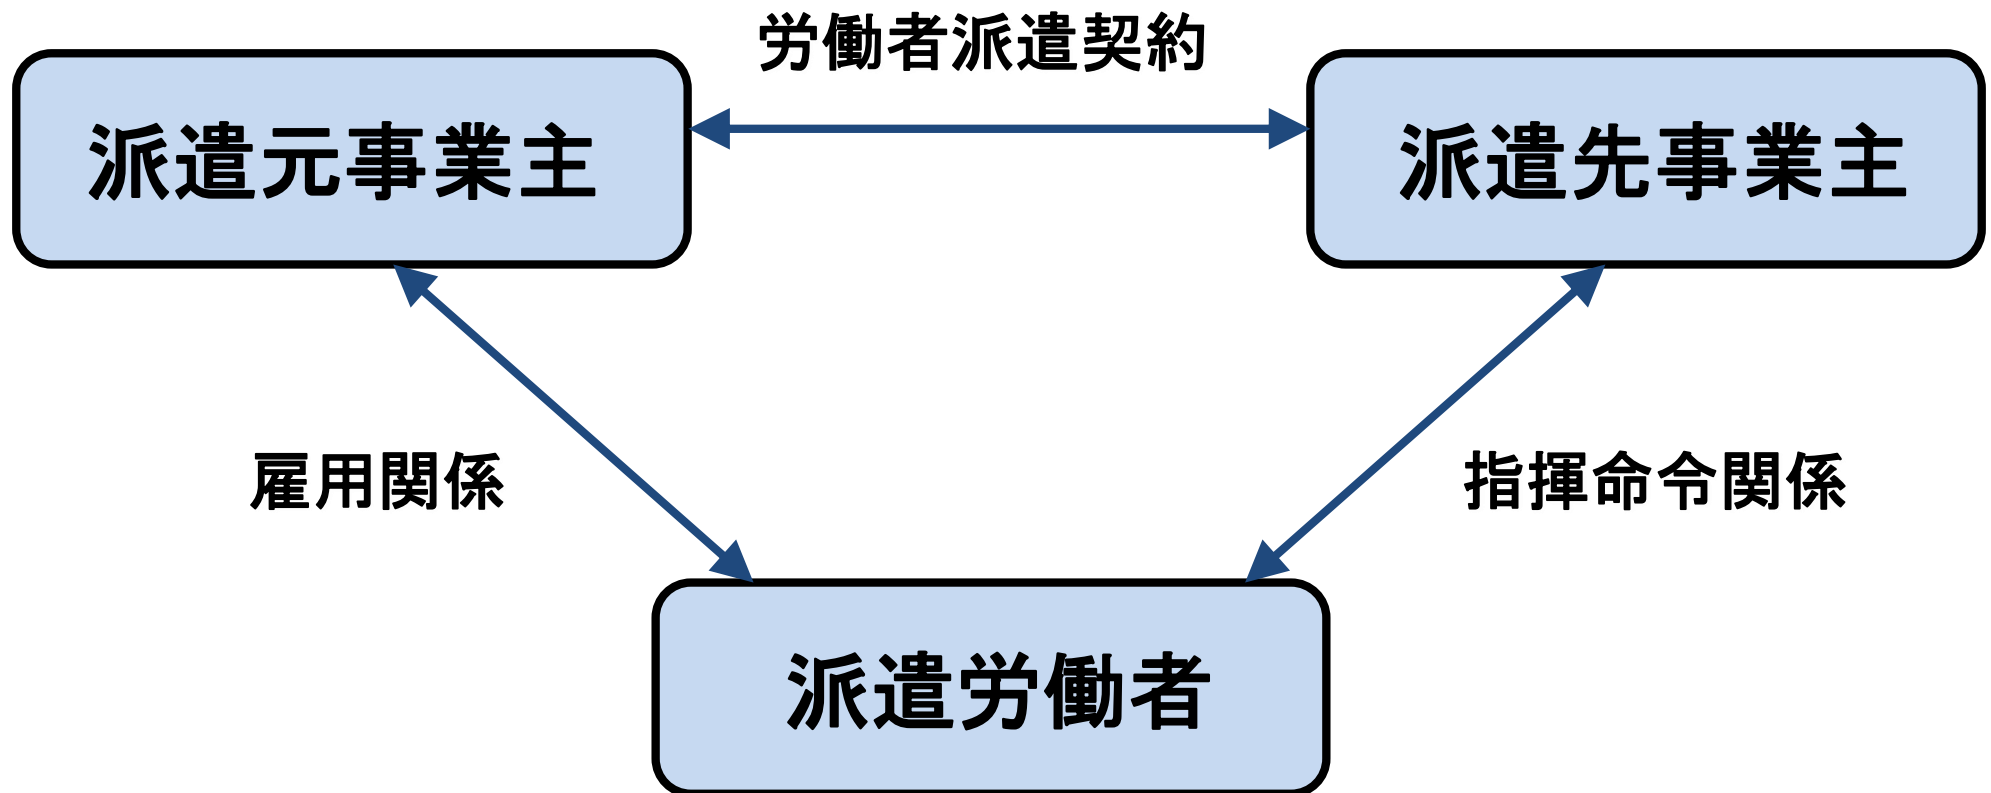 労働者派遣契約
派遣元事業主
派遣先事業主
雇用関係
指揮命令関係
派遣労働者